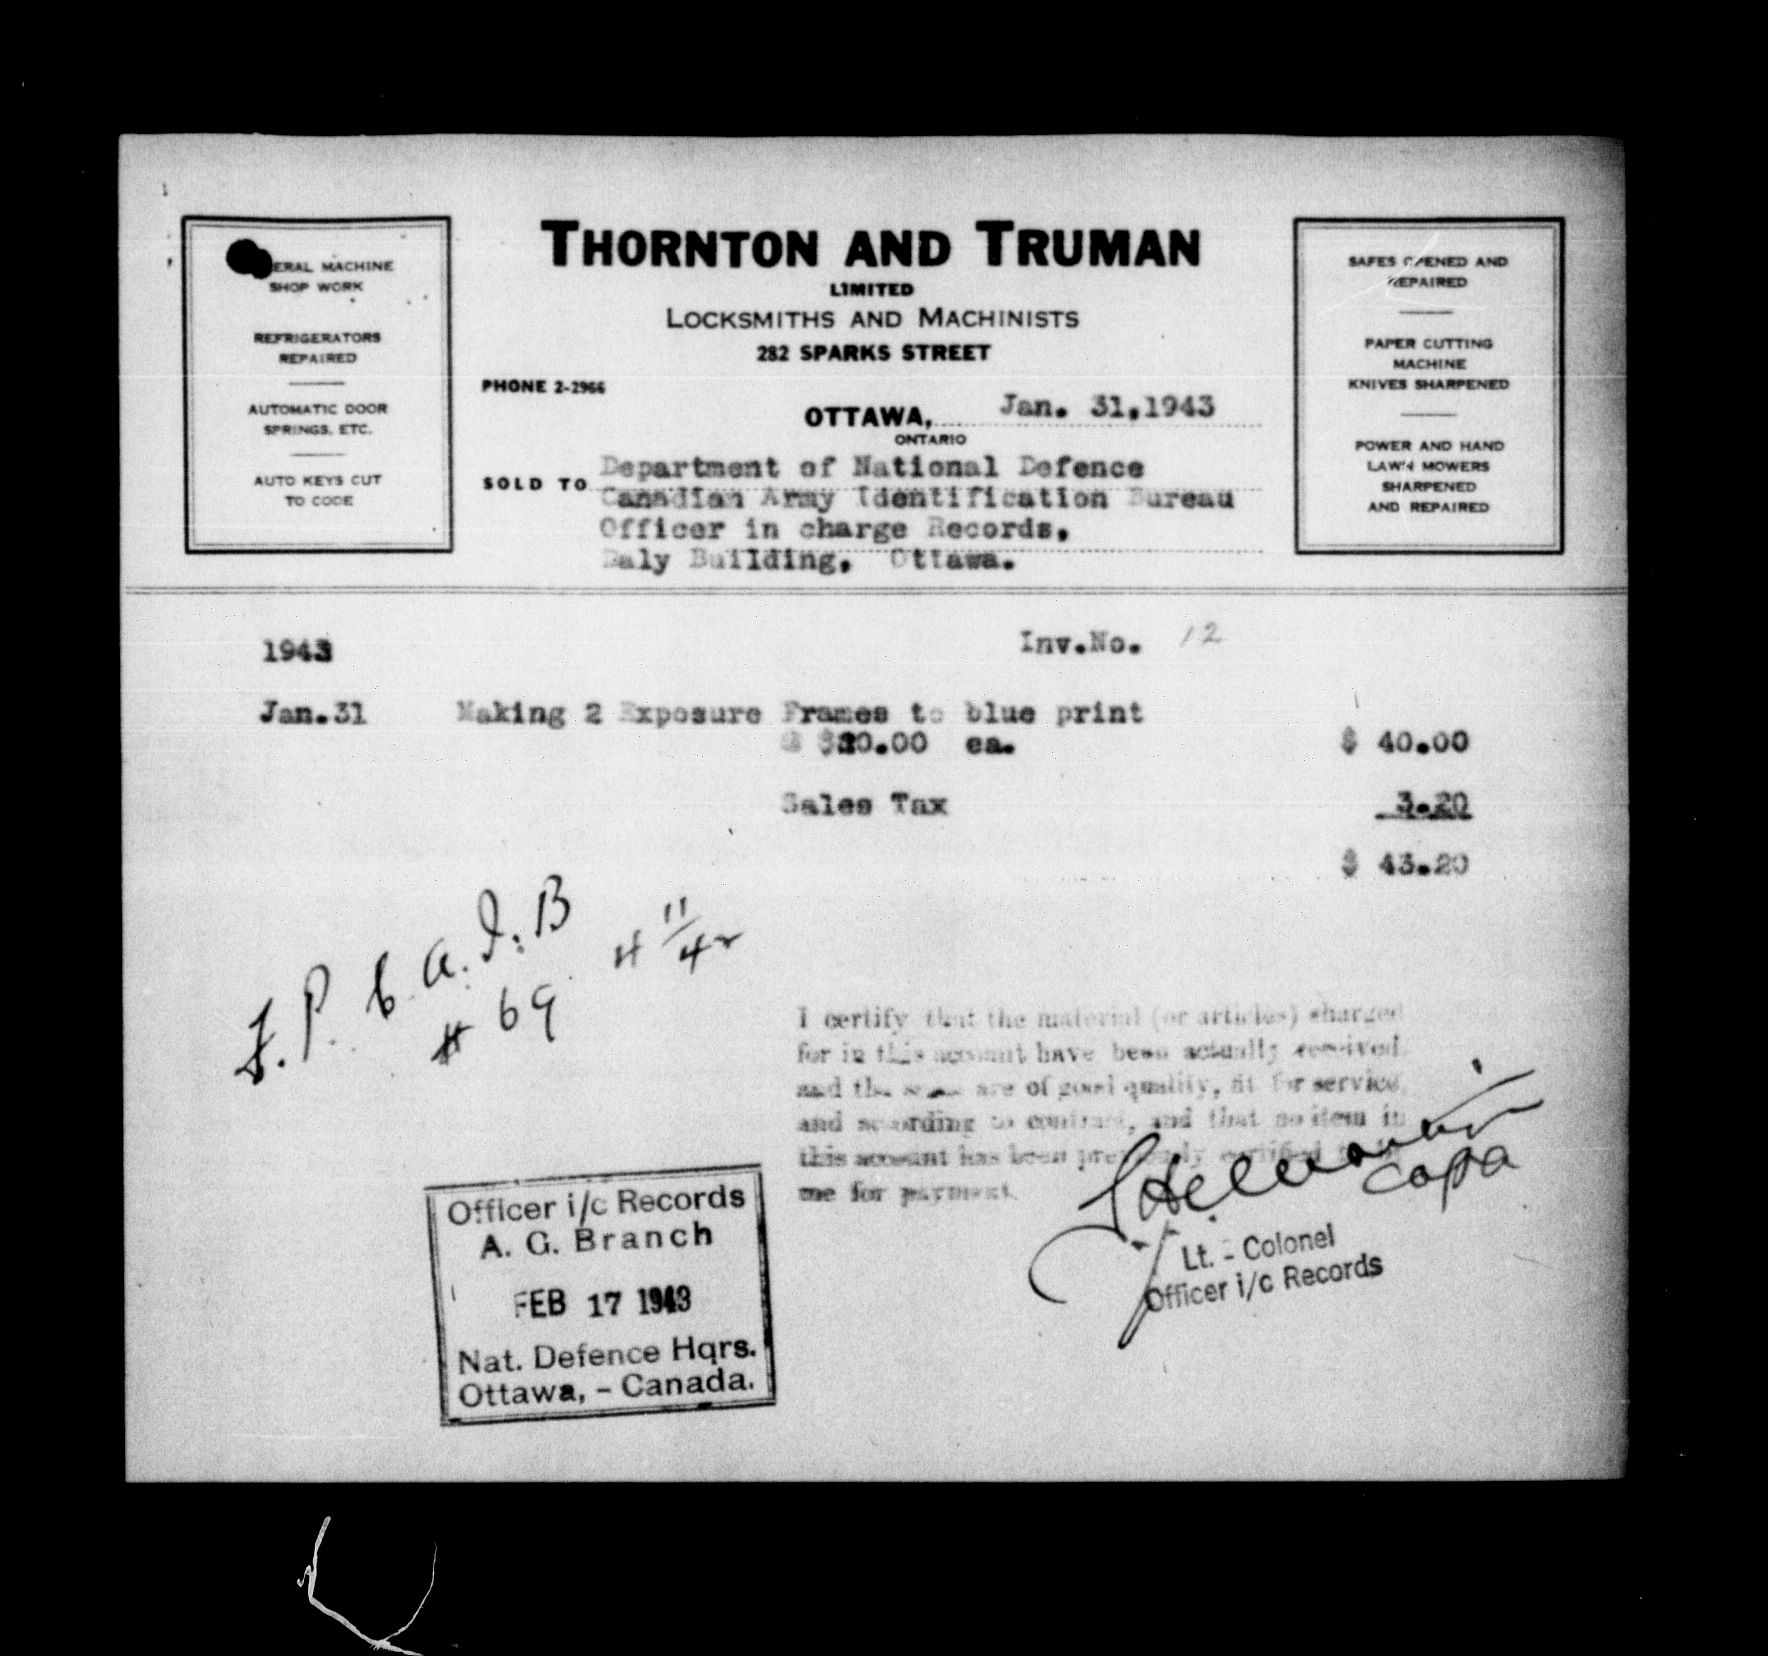 THORNTON AND TRUMAN
LIMITED
LOCKSMITHS AND MACHINISTS
282 SPARKS STREET
PHONE 2-2966
ERAL MACHINE
SHOP WORK
REFRIGERATORS
REPAIRED
AUTOMATIC DOOR
SPRINGS, ETC.
AUTO KEYS CUT
TO CODE
SAFES OPENED AND
REPAIRED
PAPER CUTTING
MACHINE
KNIVES SHARPENED
POWER AND HAND
LAWN MOWERS
SHARPENED
AND REPAIRED
OTTAWA, Jan. 31,1943
ONTARIO
SOLD TO Department of National Defence
Canadian Army Identification Bureau
Officer in charge Records,
Daly Building, Ottawa.
1943 Inv.No. 12
Jan.31 Making 2 Exposure Frames to blue print
@ $20.00 ea. $ 40.00
Sales Tax 3.20
$ 43.20
F.P. C.A.I.B
# 69 H 11/42
I certify that the material (or articles) charged
for in this account have been actually received
and the same are of good quality, fit for service,
and according to contract, and that no item in
this account has been previously certified to by
me for payment.
Capt
Lt. - Colonel
Officer i/c Records
Officer i/c Records
A. G. Branch
FEB 17 1943
Nat. Defence Hqrs.
Ottawa, - Canada.